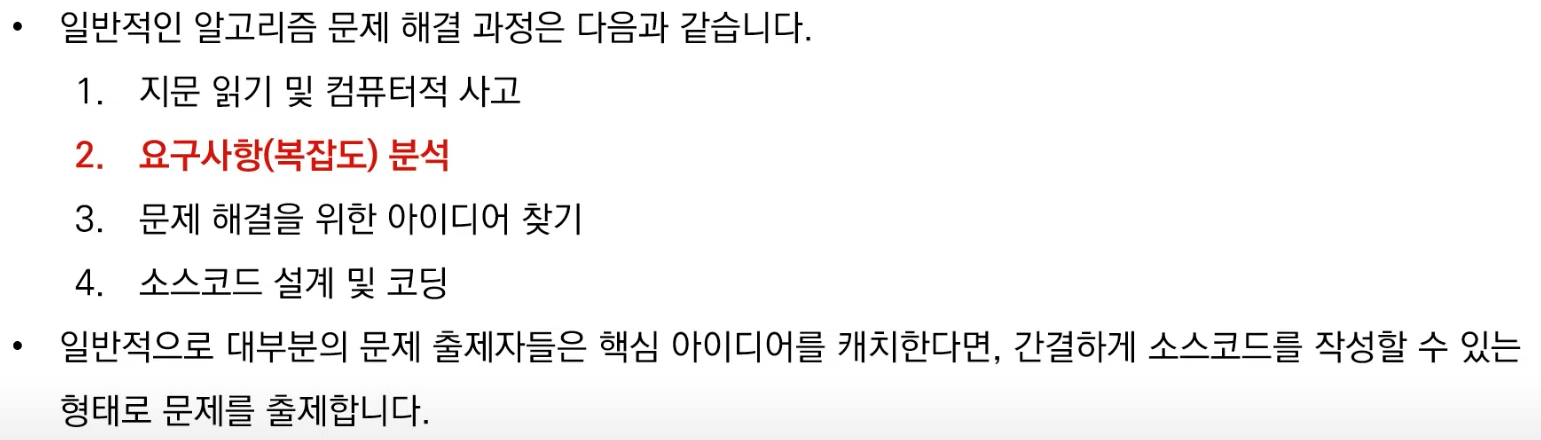 • 일반적인 알고리즘 문제 해결 과정은 다음과 같습니다.
1. 지문 읽기 및 컴퓨터적 사고
2. 요구사항(복잡도) 분석
3. 문제 해결을 위한 아이디어 찾기
4. 소스코드 설계 및 코딩
• 일반적으로 대부분의 문제 출제자들은 핵심 아이디어를 캐치한다면, 간결하게 소스코드를 작성할 수 있는
형태로 문제를 출제합니다.